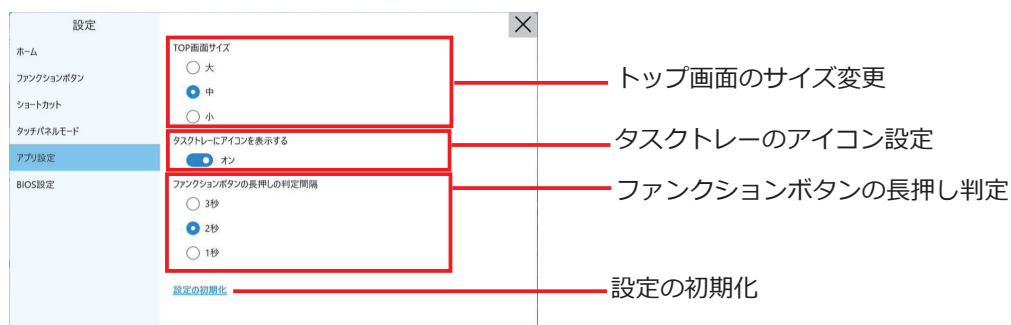 設定
ホーム
ファンクションボタン
ショートカット
タッチパネルモード
アプリ設定
BIOS設定
TOP画面サイズ
大
中
小
タスクトレーにアイコンを表示する
オン
ファンクションボタンの長押しの判定間隔
3秒
2秒
1秒
設定の初期化
トップ画面のサイズ変更
タスクトレーのアイコン設定
ファンクションボタンの長押し判定
設定の初期化